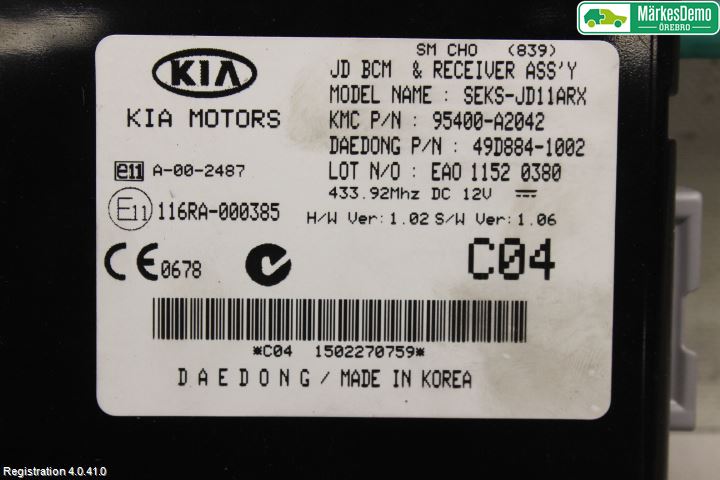 MärkesDemo
ÖREBRO
SM CHO (839)
KIA
JD BCM & RECEIVER ASS'Y
MODEL NAME : SEKS-JD11ARX
KIA MOTORS
KMC P/N : 95400-A2042
DAEDONG P/N : 49D884-1002
e11 A-00-2487
LOT N/O : EAO 1152 0380
433.92Mhz DC 12V
E11 116RA-000385
H/W Ver: 1.02 S/W Ver: 1.06
CE 0678
C04
*C04 1502270759*
DAEDONG / MADE IN KOREA
Registration 4.0.41.0